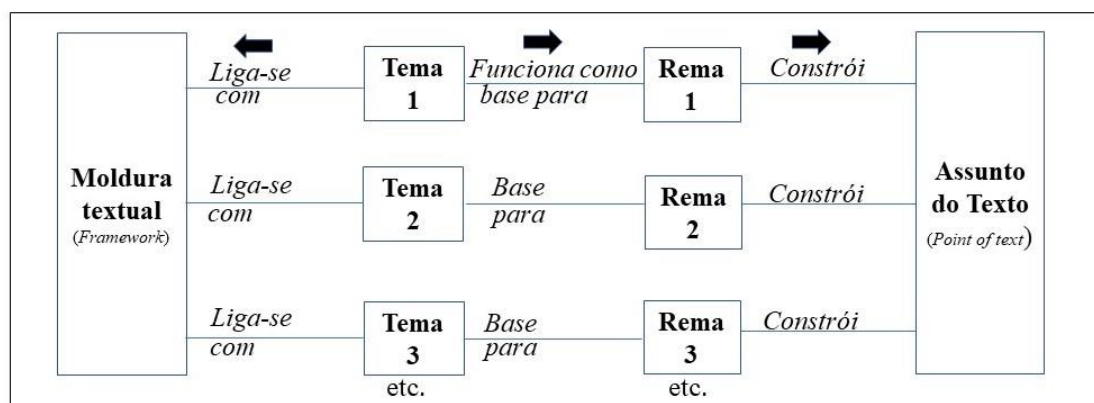 Moldura
textual
(Framework)
Liga-se
com
Tema
1
Funciona como
base para
Rema
1
Constrói
Liga-se
com
Tema
2
Base
para
Rema
2
Constrói
Liga-se
com
Tema
3
etc.
Base
para
Rema
3
etc.
Constrói
Assunto
do Texto
(Point of text)